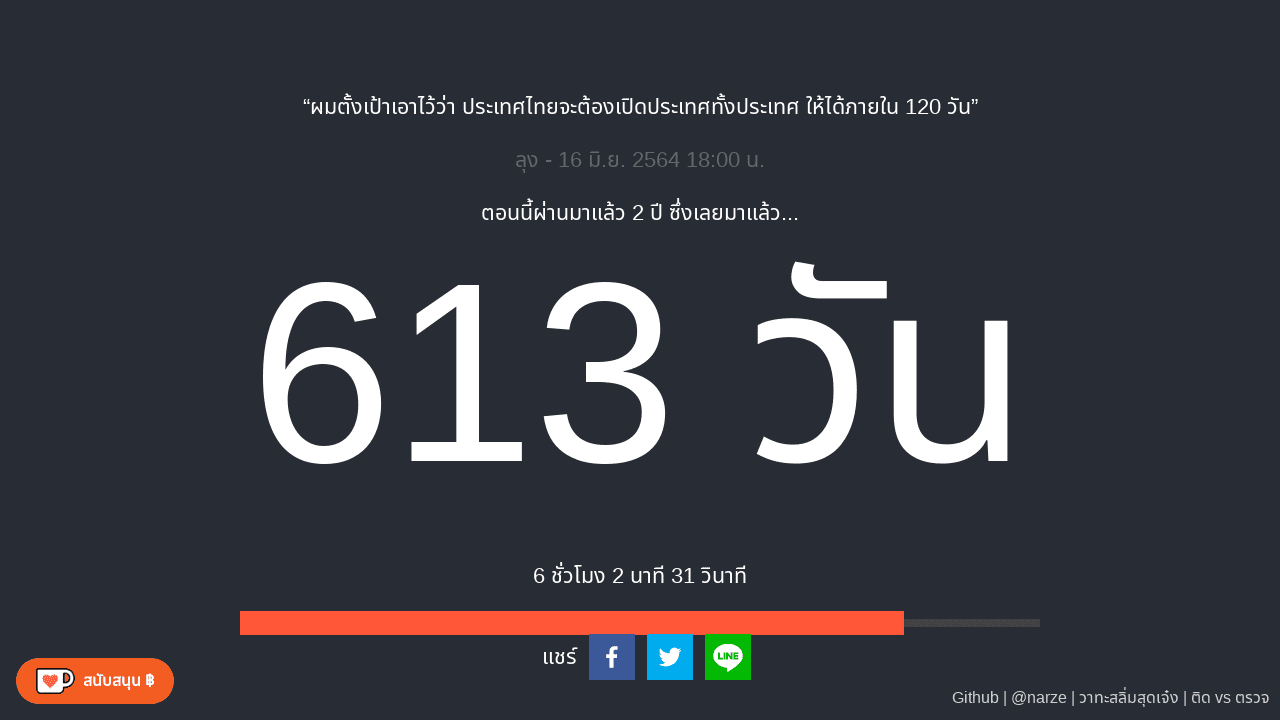 “ผมตั้งเป้าเอาไว้ว่า ประเทศไทยจะต้องเปิดประเทศทั้งประเทศ ให้ได้ภายใน 120 วัน”
ลุง - 16 มิ.ย. 2564 18:00 น.
ตอนนี้ผ่านมาแล้ว 2 ปี ซึ่งเลยมาแล้ว...
613 วัน
6 ชั่วโมง 2 นาที 31 วินาที
แชร์
LINE
สนับสนุน ฿
Github | @narze | วาทะสลิ่มสุดเจ๋ง | ติด vs ตรวจ